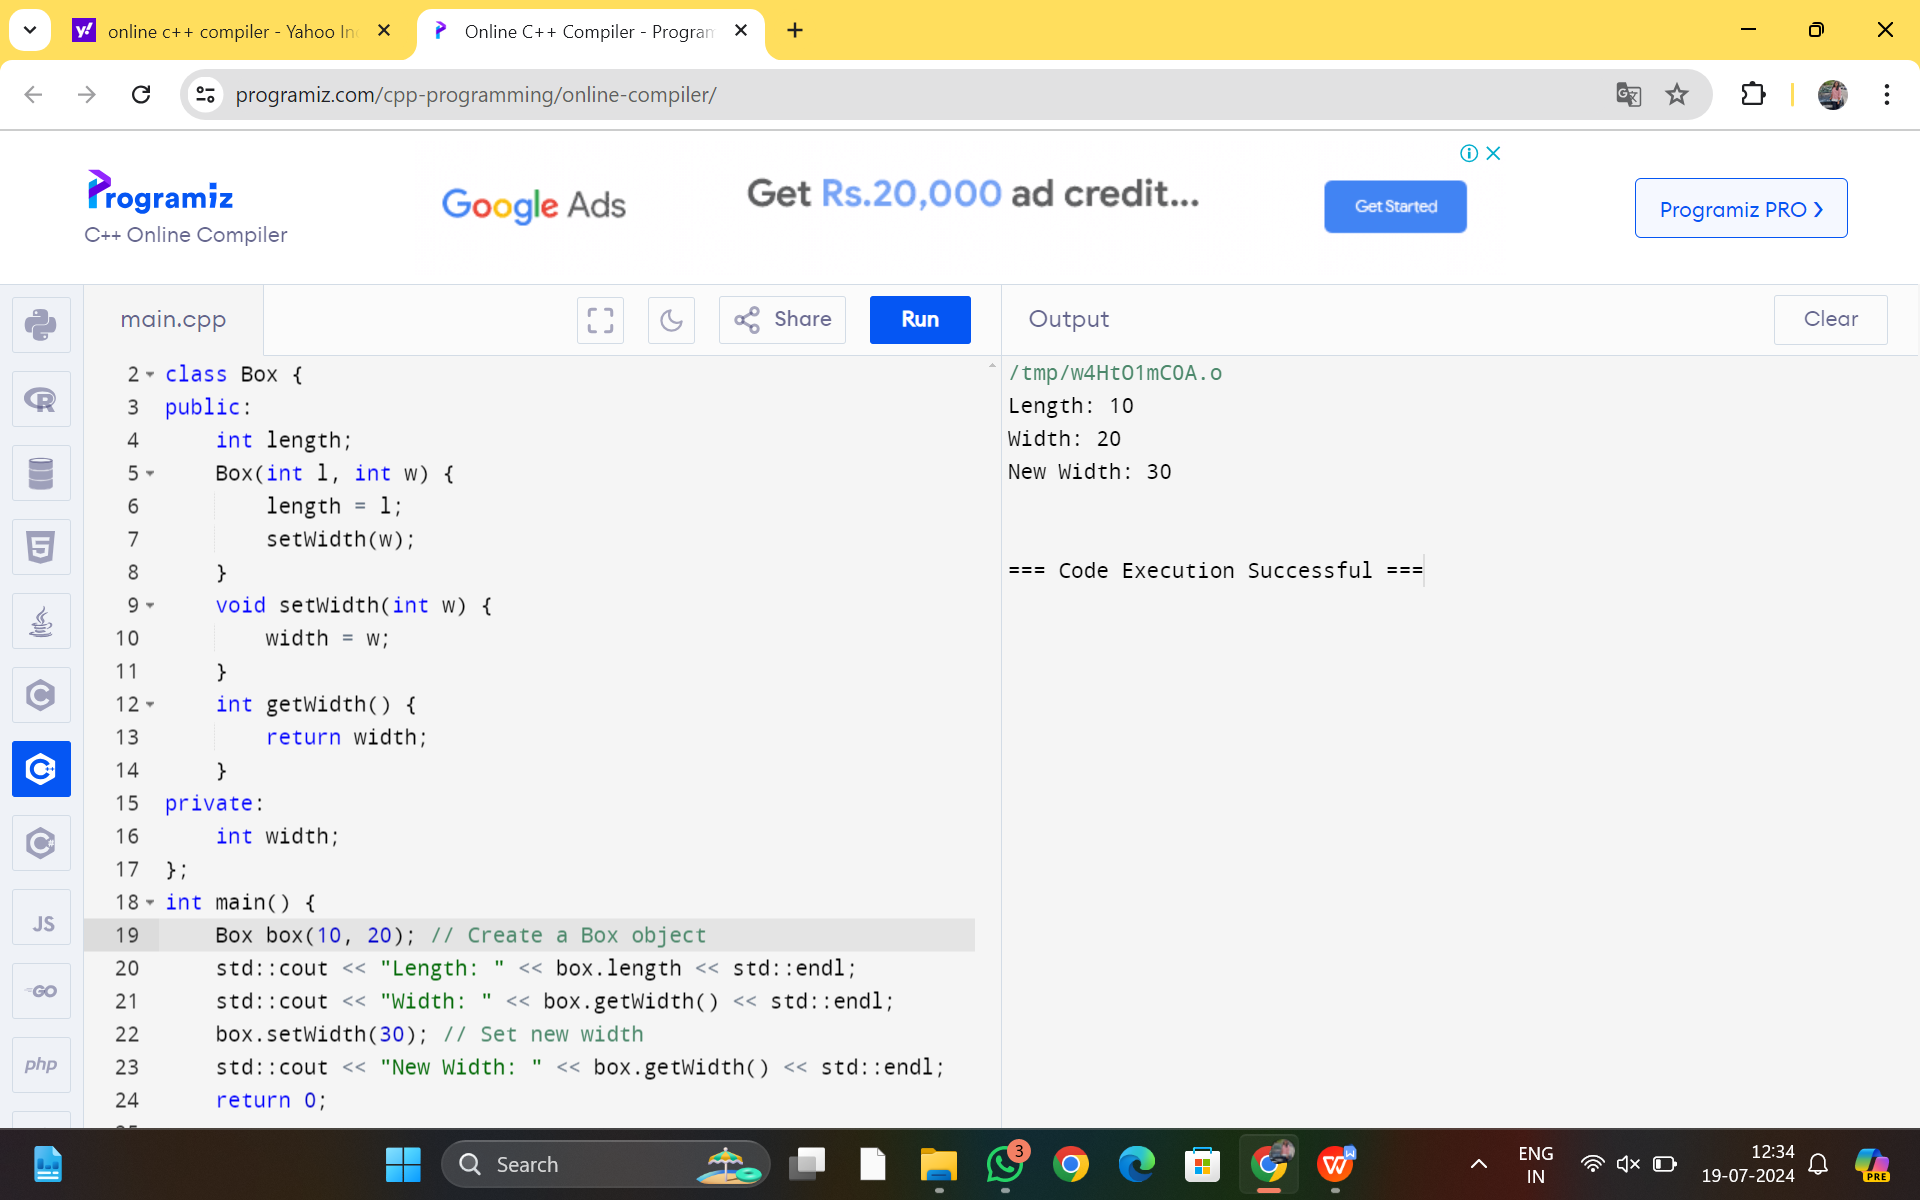 online c++ compiler - Yahoo In
Online C++ Compiler - Program
programiz.com/cpp-programming/online-compiler/
Programiz
C++ Online Compiler
Google Ads
Get Rs.20,000 ad credit...
Get Started
Programiz PRO ❯
main.cpp
Share
Run
Output
Clear
2 class Box {
3 public:
4     int length;
5     Box(int l, int w) {
6         length = l;
7         setWidth(w);
8     }
9     void setWidth(int w) {
10         width = w;
11     }
12     int getWidth() {
13         return width;
14     }
15 private:
16     int width;
17 };
18 int main() {
19     Box box(10, 20); // Create a Box object
20     std::cout << "Length: " << box.length << std::endl;
21     std::cout << "Width: " << box.getWidth() << std::endl;
22     box.setWidth(30); // Set new width
23     std::cout << "New Width: " << box.getWidth() << std::endl;
24     return 0;
/tmp/w4HtO1mC0A.o
Length: 10
Width: 20
New Width: 30
=== Code Execution Successful ===
JS
GO
php
Search
3
ENG
IN
12:34
19-07-2024
PRE